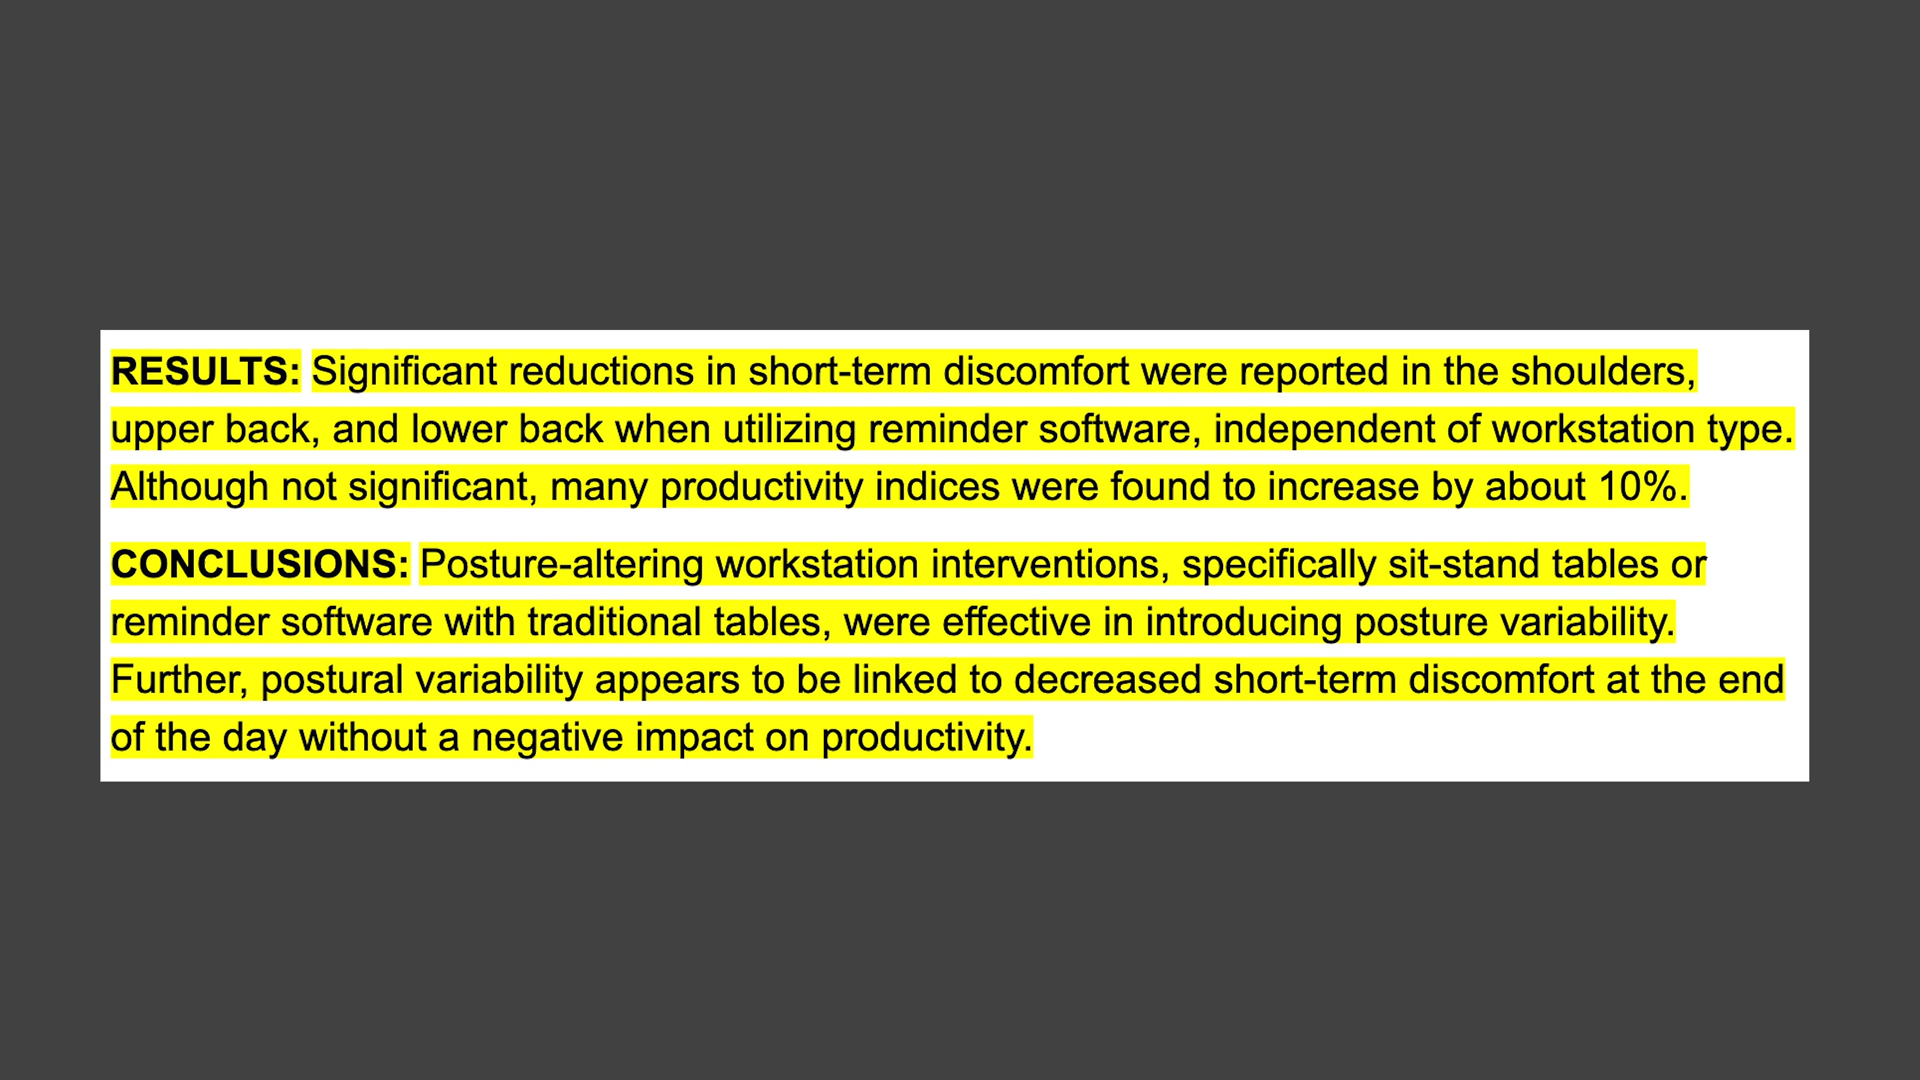 RESULTS: Significant reductions in short-term discomfort were reported in the shoulders,
upper back, and lower back when utilizing reminder software, independent of workstation type.
Although not significant, many productivity indices were found to increase by about 10%.
CONCLUSIONS: Posture-altering workstation interventions, specifically sit-stand tables or
reminder software with traditional tables, were effective in introducing posture variability.
Further, postural variability appears to be linked to decreased short-term discomfort at the end
of the day without a negative impact on productivity.